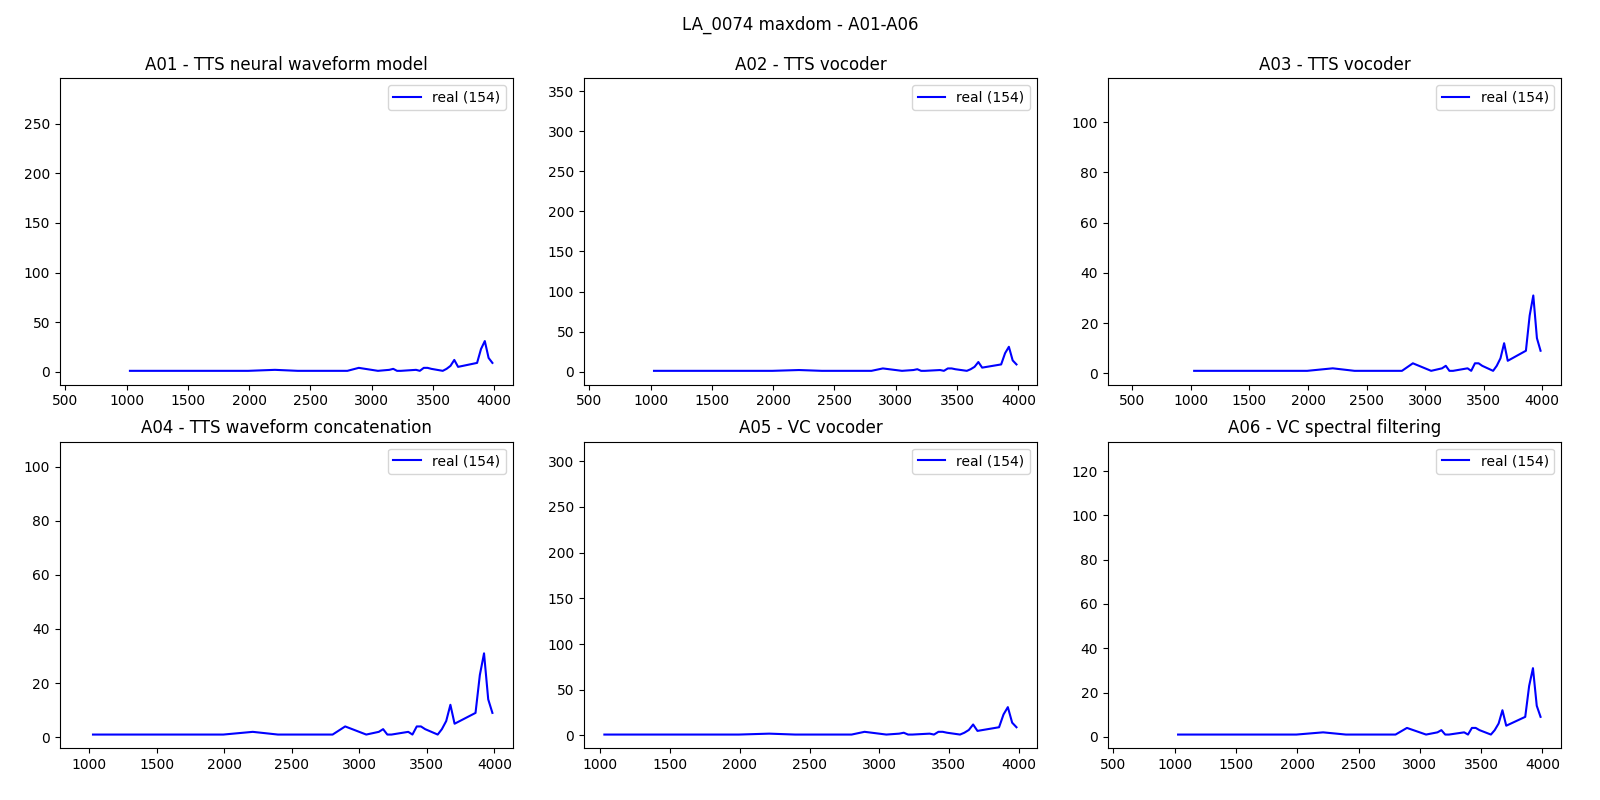 LA_0074 maxdom - A01-A06
A01 - TTS neural waveform model
real (154)
250
200
150
100
50
0
500 1000 1500 2000 2500 3000 3500 4000
A02 - TTS vocoder
real (154)
350
300
250
200
150
100
50
0
500 1000 1500 2000 2500 3000 3500 4000
A03 - TTS vocoder
real (154)
100
80
60
40
20
0
500 1000 1500 2000 2500 3000 3500 4000
A04 - TTS waveform concatenation
real (154)
100
80
60
40
20
0
1000 1500 2000 2500 3000 3500 4000
A05 - VC vocoder
real (154)
300
250
200
150
100
50
0
1000 1500 2000 2500 3000 3500 4000
A06 - VC spectral filtering
real (154)
120
100
80
60
40
20
0
500 1000 1500 2000 2500 3000 3500 4000